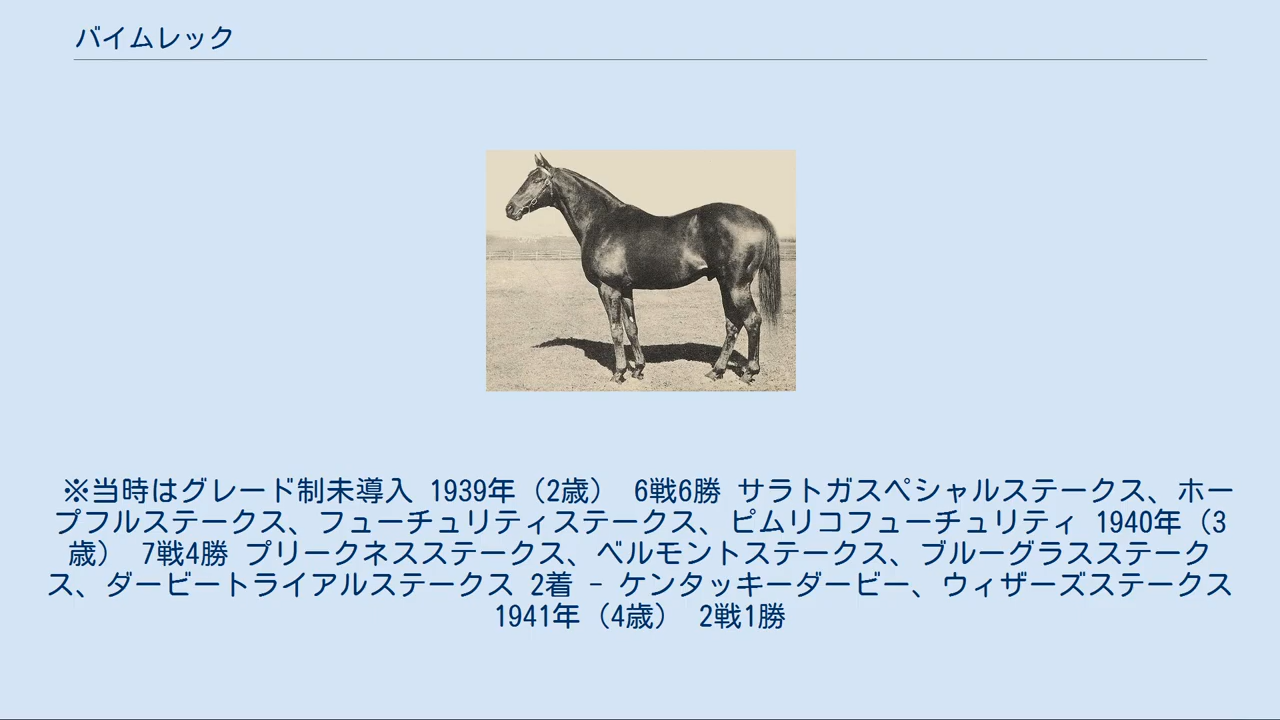 バイムレック
※当時はグレード制未導入 1939年（2歳） 6戦6勝 サラトガスペシャルステークス、ホー
プフルステークス、フューチュリティステークス、ピムリコフューチュリティ 1940年（3
歳） 7戦4勝 プリークネスステークス、ベルモントステークス、ブルーグラスステーク
ス、ダービートライアルステークス 2着 - ケンタッキーダービー、ウィザーズステークス
1941年（4歳） 2戦1勝